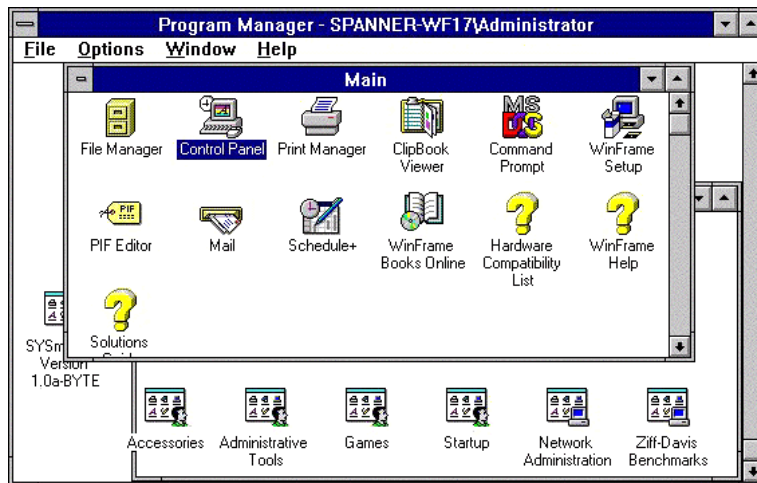 Program Manager - SPANNER-WF17\Administrator
File Options Window Help
Main
File Manager
Control Panel
Print Manager
ClipBook
Viewer
MS
DOS
Command
Prompt
WinFrame
Setup
PIF
PIF Editor
Mail
Schedule+
WinFrame
Books Online
Hardware
Compatibility
List
WinFrame
Help
Solutions
SYSm
Version
1.0a-BYTE
Accessories
Administrative
Tools
Games
Startup
Network
Administration
Ziff-Davis
Benchmarks